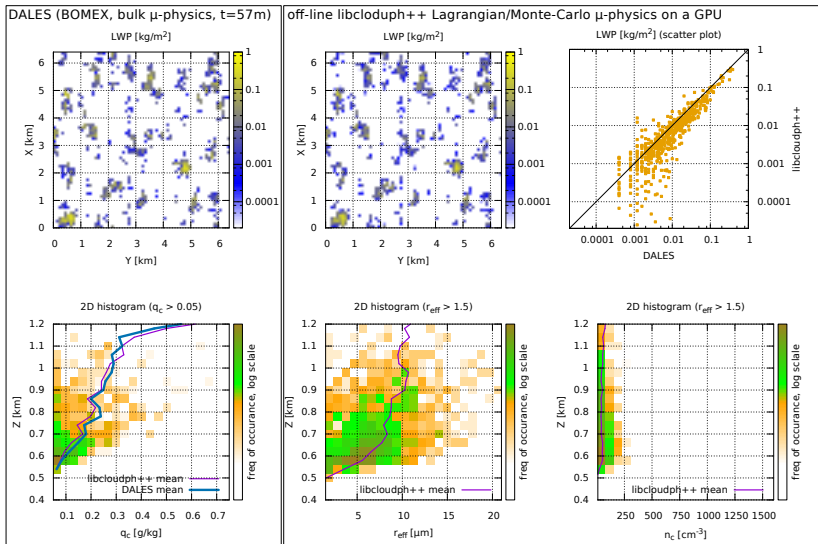 DALES (BOMEX, bulk μ-physics, t=57m)
off-line libcloduph++ Lagrangian/Monte-Carlo μ-physics on a GPU
LWP [kg/m²]
6
5
4
3
2
1
0
X [km]
0 1 2 3 4 5 6
Y [km]
1
0.1
0.01
0.001
0.0001
LWP [kg/m²]
6
5
4
3
2
1
0
X [km]
0 1 2 3 4 5 6
Y [km]
1
0.1
0.01
0.001
0.0001
LWP [kg/m²] (scatter plot)
1
0.1
0.01
0.001
0.0001
libcloudph++
0.0001 0.001 0.01 0.1 1
DALES
2D histogram (qc > 0.05)
1.2
1.1
1
0.9
0.8
0.7
0.6
0.5
0.4
Z [km]
libcloudph++ mean
DALES mean
0.1 0.2 0.3 0.4 0.5 0.6 0.7
qc [g/kg]
freq of occurance, log sclale
2D histogram (reff > 1.5)
1.2
1.1
1
0.9
0.8
0.7
0.6
0.5
0.4
Z [km]
libcloudph++ mean
5 10 15 20
reff [μm]
freq of occurance, log sclale
2D histogram (reff > 1.5)
1.2
1.1
1
0.9
0.8
0.7
0.6
0.5
0.4
Z [km]
libcloudph++ mean
250 500 750 1000 1250 1500
nc [cm⁻³]
freq of occurance, log sclale